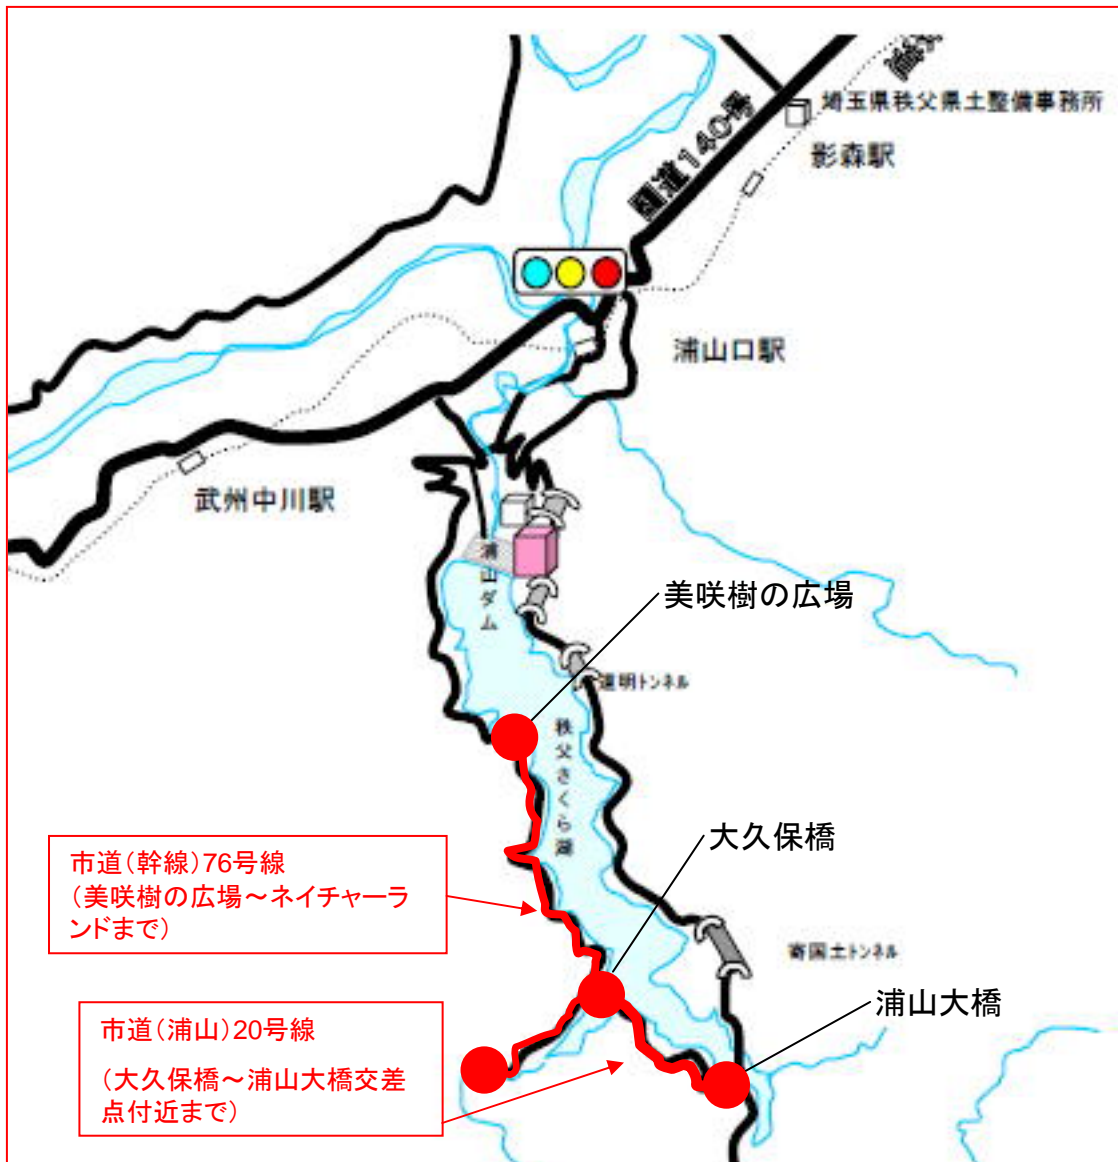 埼玉県秩父県土整備事務所
国道140号
影森駅
浦山口駅
武州中川駅
浦山ダム
美咲樹の広場
道明トンネル
秩父さくら湖
大久保橋
市道(幹線)76号線
(美咲樹の広場～ネイチャーラ
ンドまで)
寄国土トンネル
浦山大橋
市道(浦山)20号線
(大久保橋～浦山大橋交差
点付近まで)